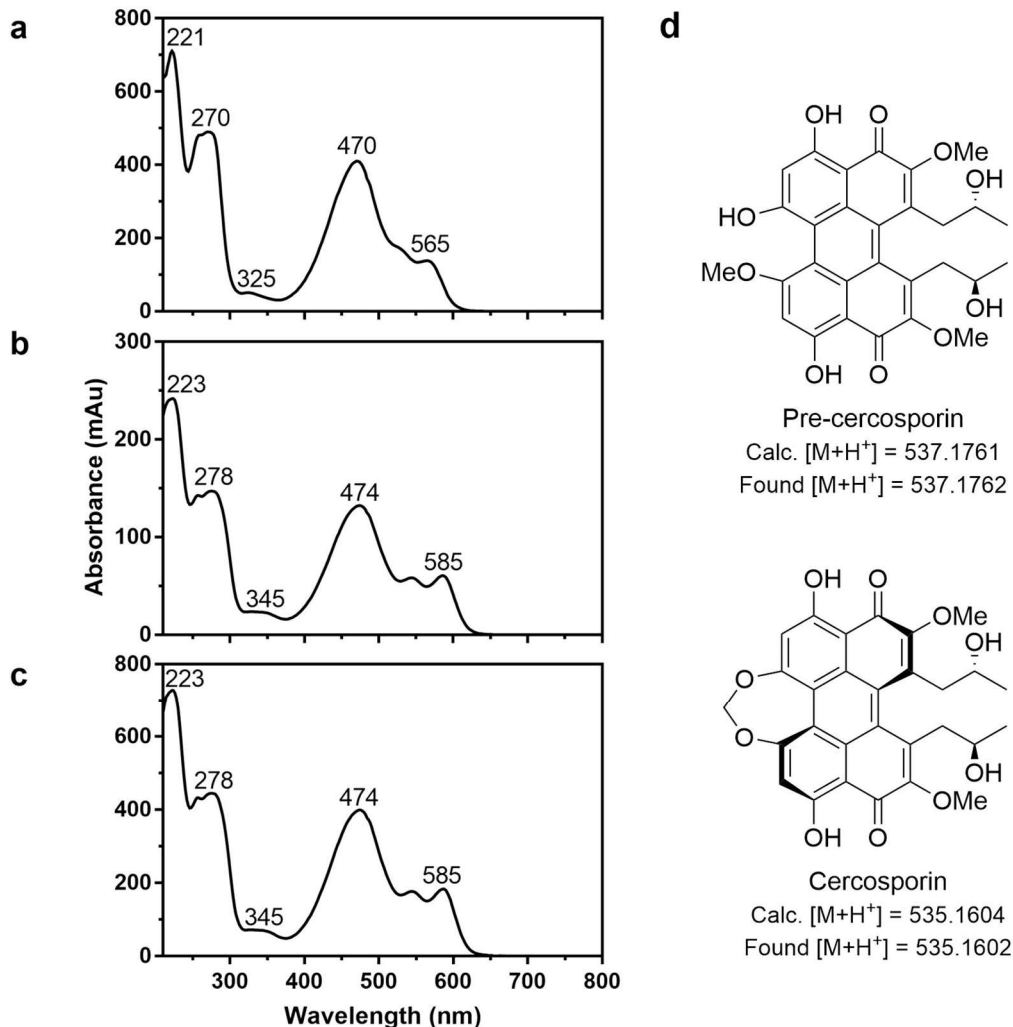 a
800
600
400
200
0
221
270
325
470
565
b
300
200
100
0
223
278
345
474
585
c
800
600
400
200
0
223
278
345
474
585
Absorbance (mAu)
300 400 500 600 700 800
Wavelength (nm)
d
OH O
OMe
OH
HO
MeO
OH
OMe
OH O
Pre-cercosporin
Calc. [M+H⁺] = 537.1761
Found [M+H⁺] = 537.1762
OH O
OMe
OH
O
O
OH
OMe
OH O
Cercosporin
Calc. [M+H⁺] = 535.1604
Found [M+H⁺] = 535.1602